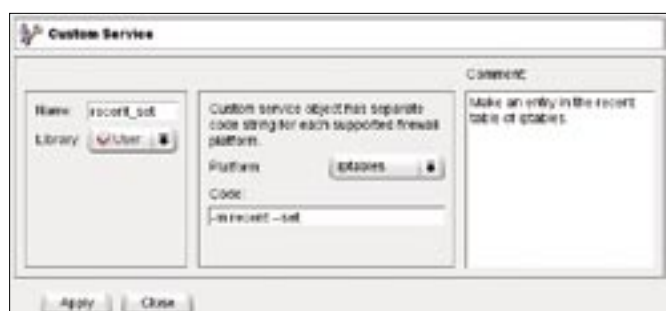 Custom Service
Name: recent_set
Library: User
Custom service object has separate
code string for each supported firewall
platform.
Platform: iptables
Code:
-m recent --set
Comment:
Make an entry in the recent
table of iptables.
Apply
Close